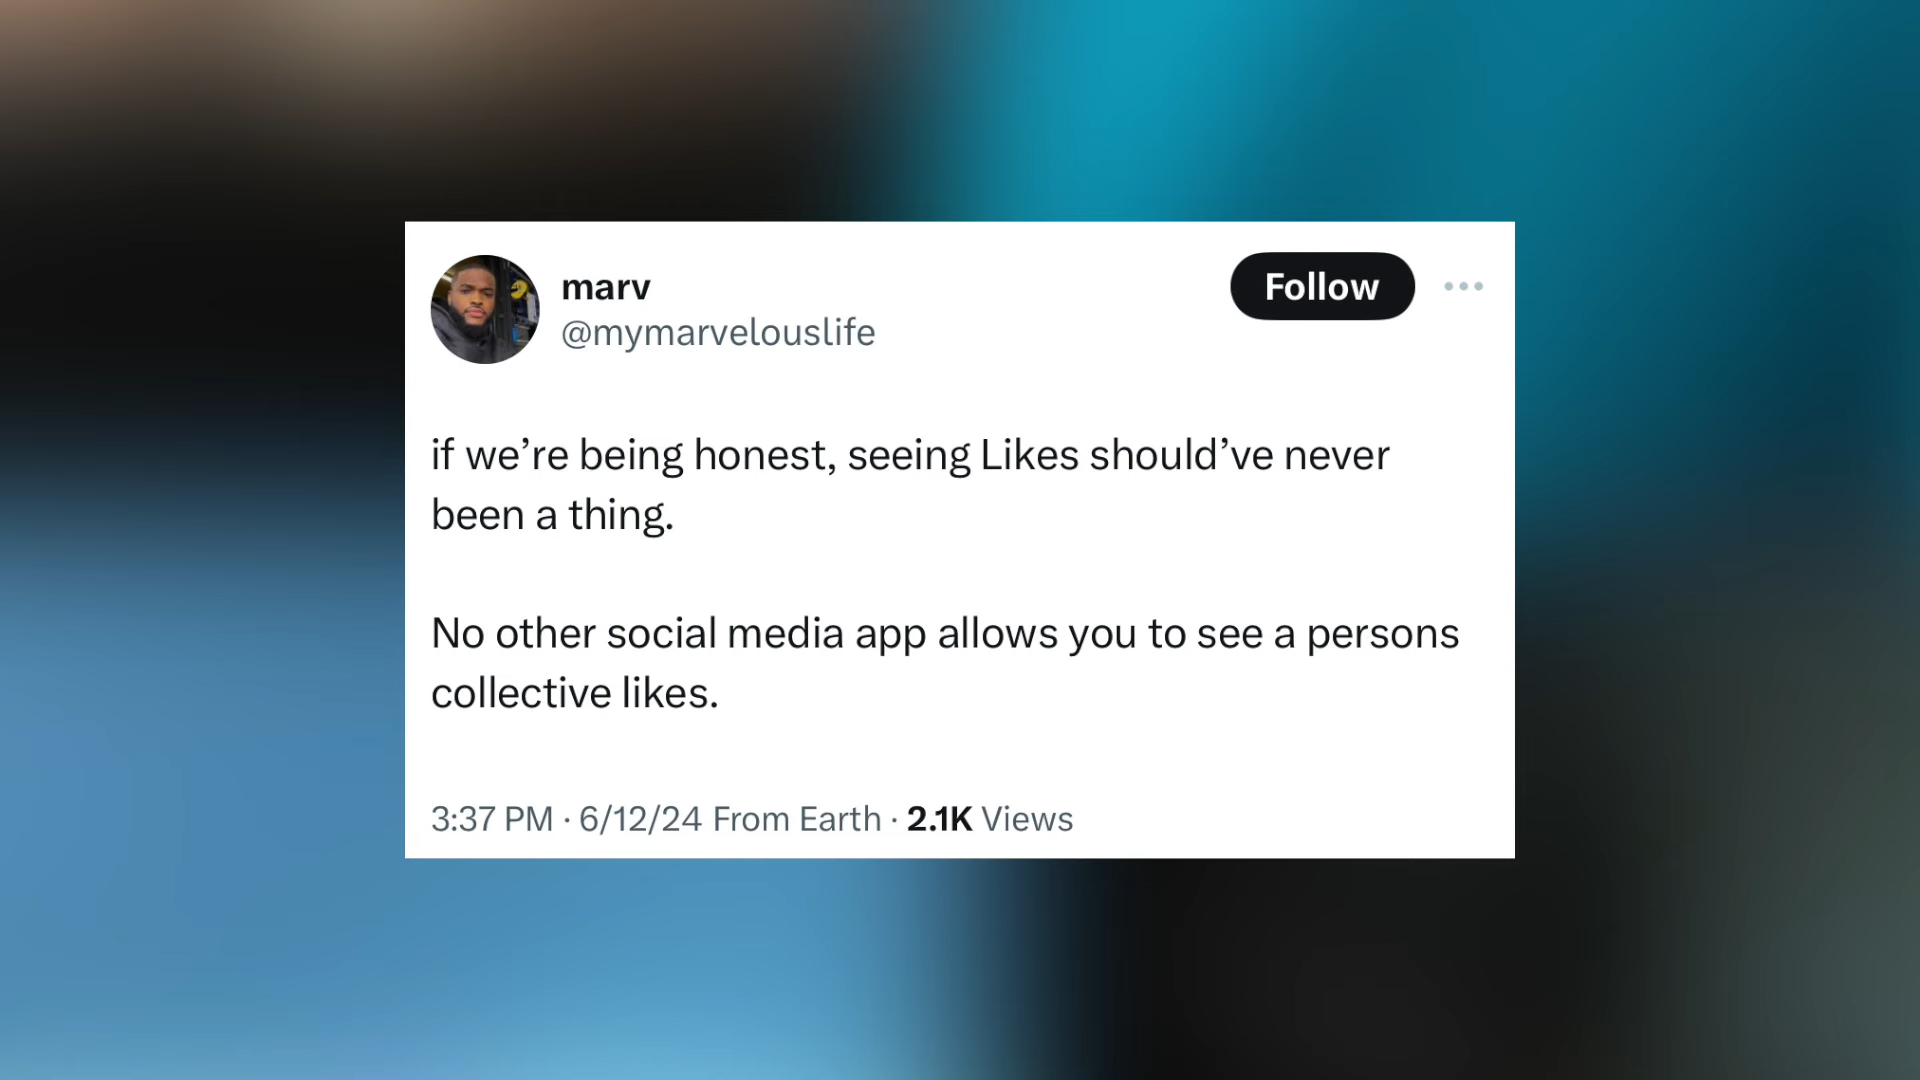 marv
Follow
@mymarvelouslife
if we’re being honest, seeing Likes should’ve never
been a thing.
No other social media app allows you to see a persons
collective likes.
3:37 PM · 6/12/24 From Earth · 2.1K Views